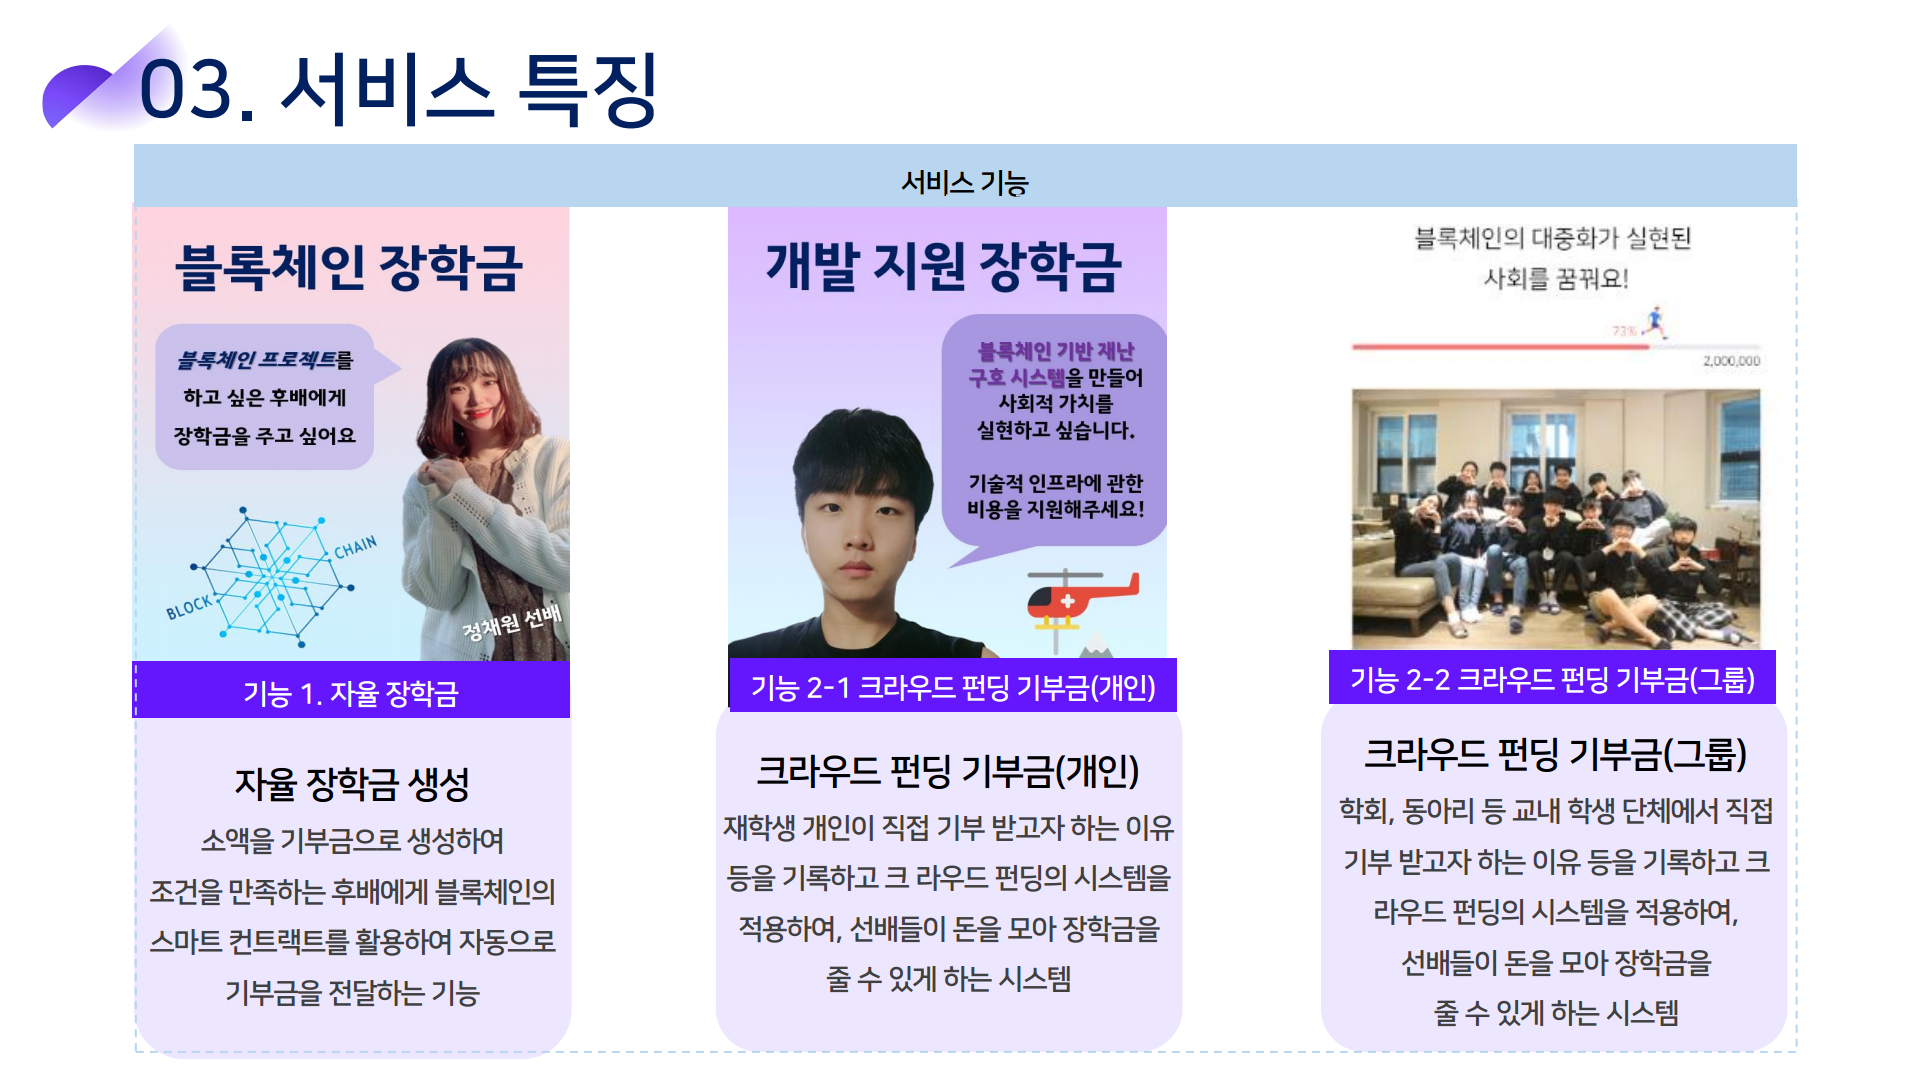 03. 서비스 특징
서비스 기능
블록체인 장학금
블록체인 프로젝트를
하고 싶은 후배에게
장학금을 주고 싶어요
BLOCK
CHAIN
정채원 선배
기능 1. 자율 장학금
자율 장학금 생성
소액을 기부금으로 생성하여
조건을 만족하는 후배에게 블록체인의
스마트 컨트랙트를 활용하여 자동으로
기부금을 전달하는 기능
개발 지원 장학금
블록체인 기반 재난
구호 시스템을 만들어
사회적 가치를
실현하고 싶습니다.
기술적 인프라에 관한
비용을 지원해주세요!
기능 2-1 크라우드 펀딩 기부금(개인)
크라우드 펀딩 기부금(개인)
재학생 개인이 직접 기부 받고자 하는 이유
등을 기록하고 크 라우드 펀딩의 시스템을
적용하여, 선배들이 돈을 모아 장학금을
줄 수 있게 하는 시스템
블록체인의 대중화가 실현된
사회를 꿈꿔요!
73%
2,000,000
기능 2-2 크라우드 펀딩 기부금(그룹)
크라우드 펀딩 기부금(그룹)
학회, 동아리 등 교내 학생 단체에서 직접
기부 받고자 하는 이유 등을 기록하고 크
라우드 펀딩의 시스템을 적용하여,
선배들이 돈을 모아 장학금을
줄 수 있게 하는 시스템